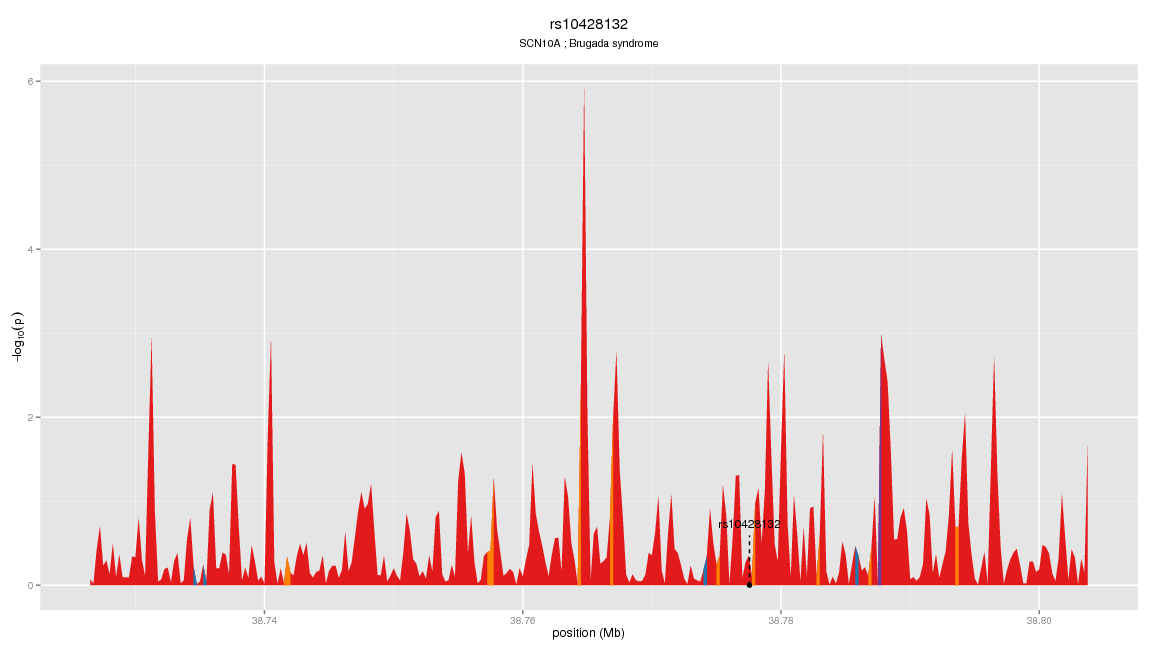 rs10428132
SCN10A ; Brugada syndrome
6
4
2
0
−log10(p)
rs10428132
38.74 38.76 38.78 38.80
position (Mb)